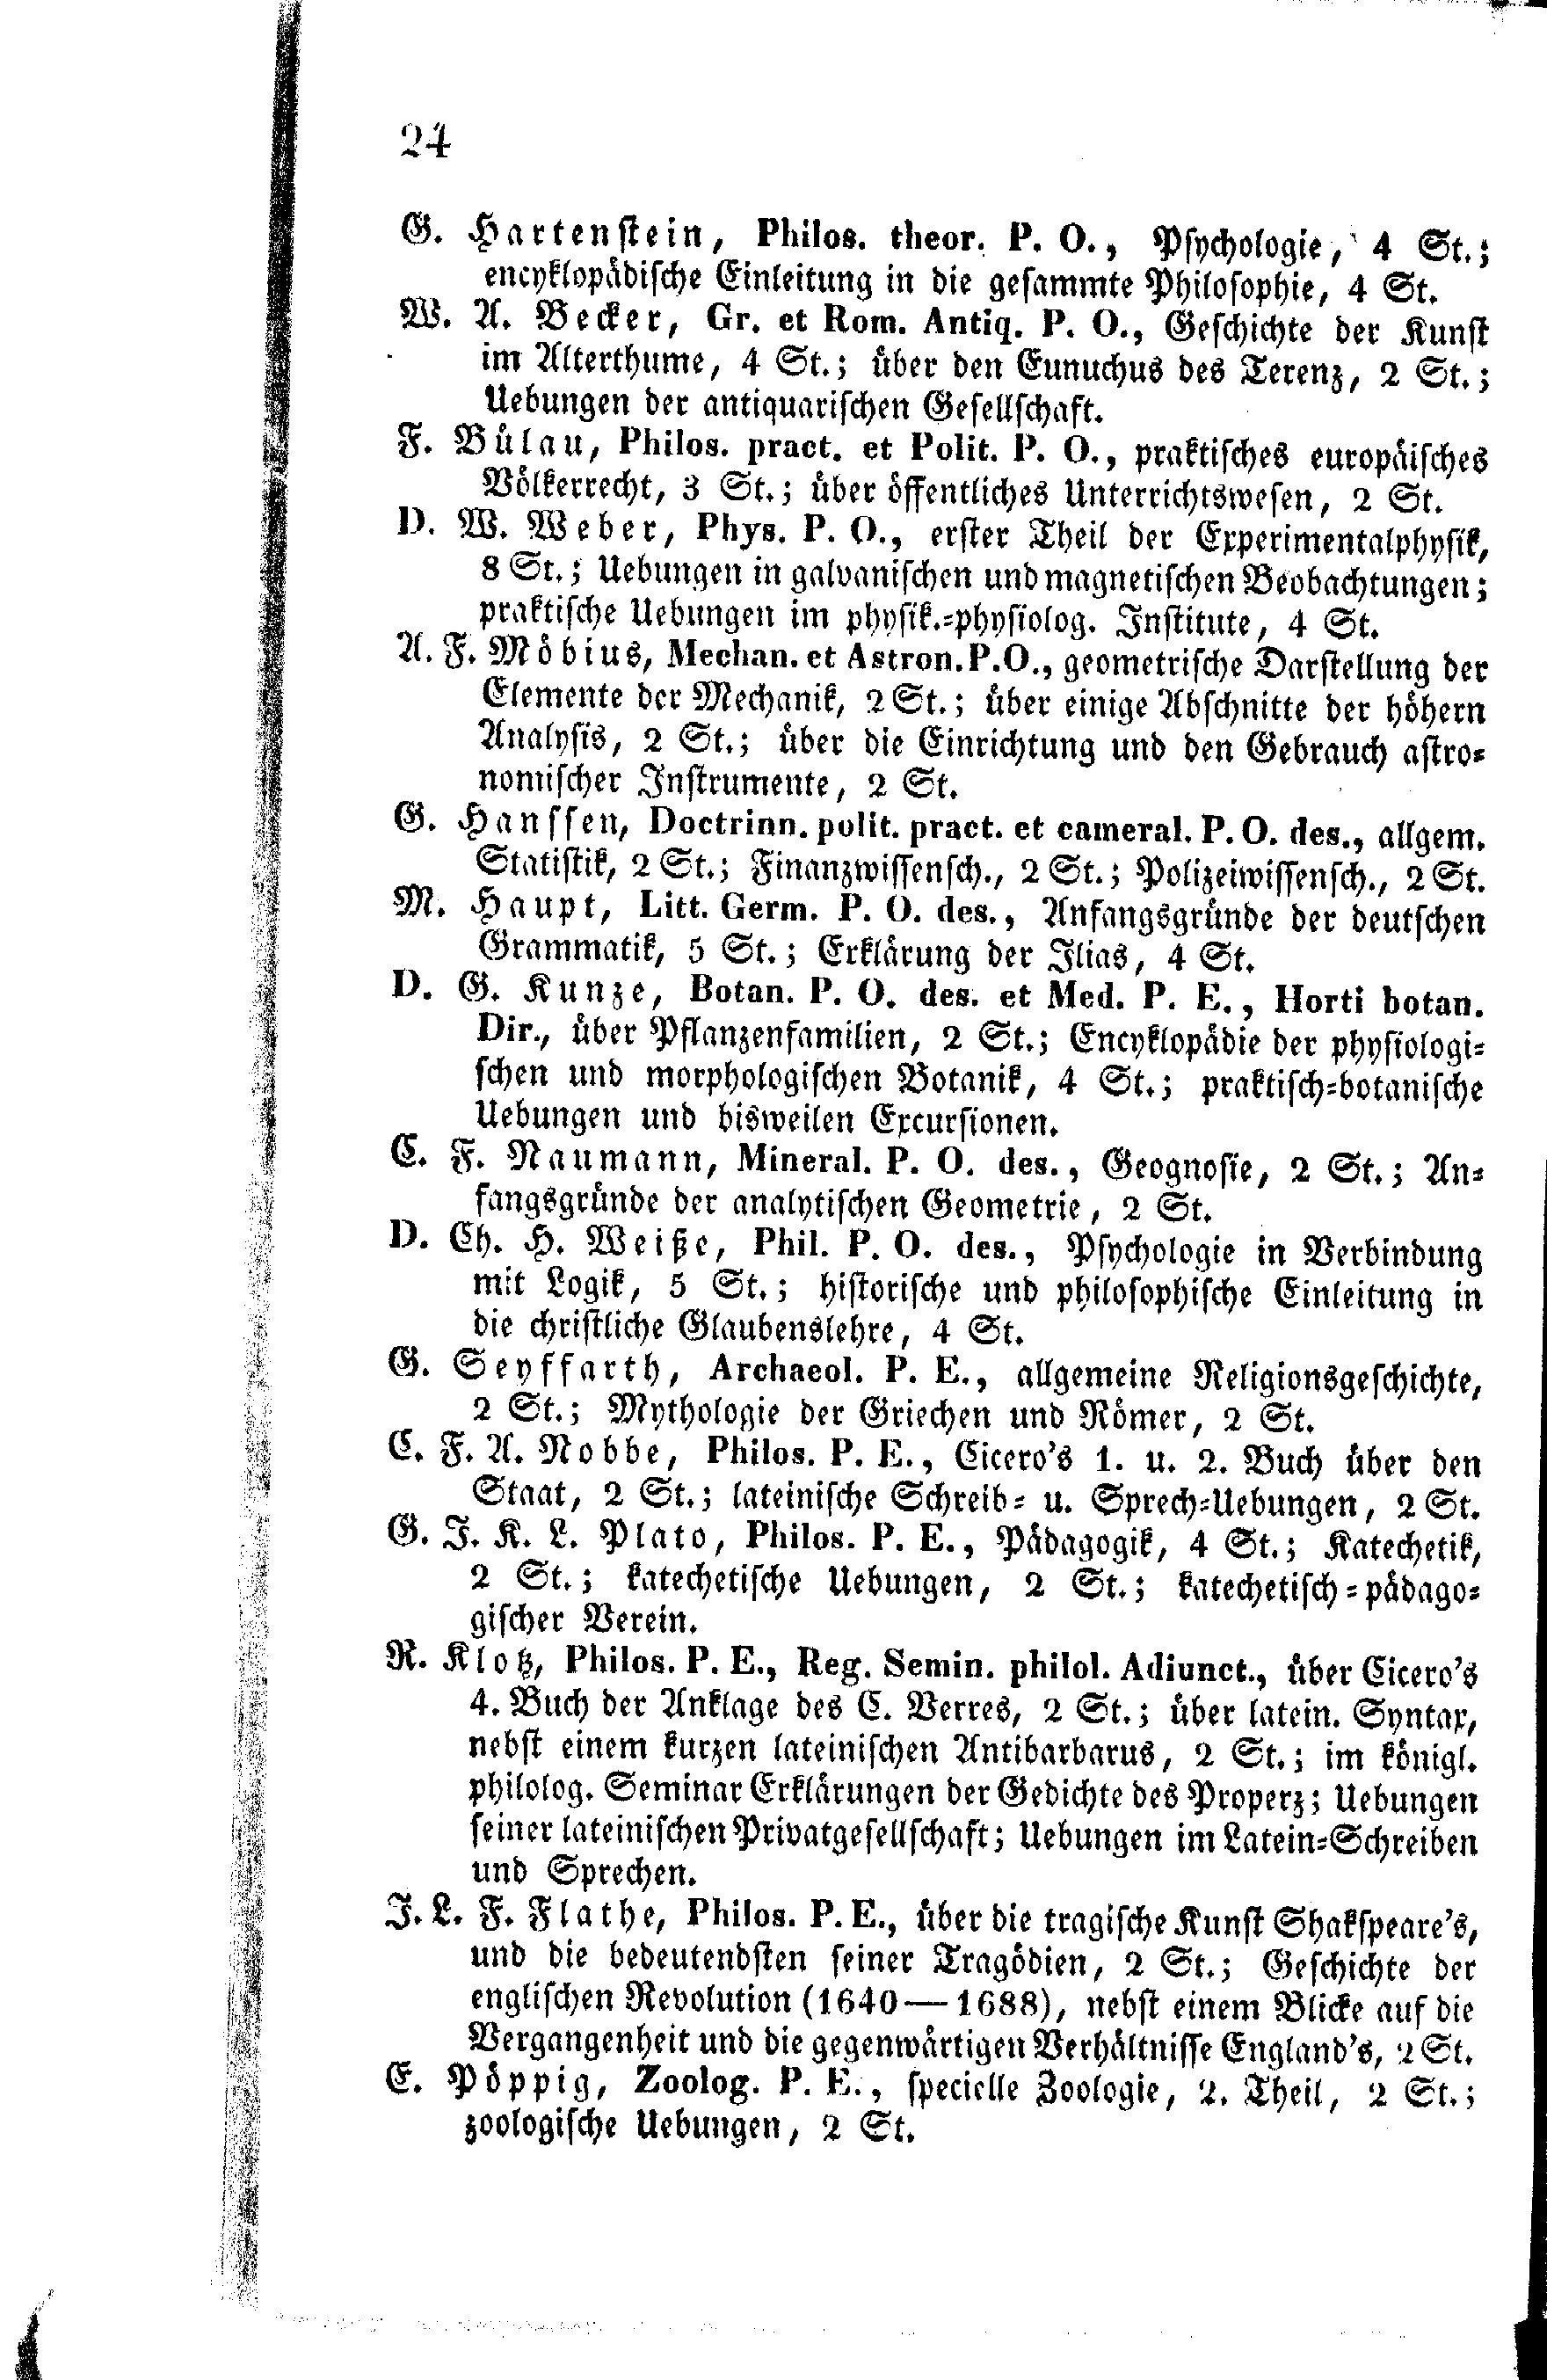 24
G. Hartenstein, Philos. theor. P. O., Psychologie, 4 St.;
encyklopädische Einleitung in die gesammte Philosophie, 4 St.
W. A. Becker, Gr. et Rom. Antiq. P. O., Geschichte der Kunst
im Alterthume, 4 St.; über den Eunuchus des Terenz, 2 St.;
Uebungen der antiquarischen Gesellschaft.
F. Bülau, Philos. pract. et Polit. P. O., praktisches europäisches
Völkerrecht, 3 St.; über öffentliches Unterrichtswesen, 2 St.
D. W. Weber, Phys. P. O., erster Theil der Experimentalphysik,
8 St.; Uebungen in galvanischen und magnetischen Beobachtungen;
praktische Uebungen im physik.-physiolog. Institute, 4 St.
A. F. Möbius, Mechan. et Astron. P. O., geometrische Darstellung der
Elemente der Mechanik, 2 St.; über einige Abschnitte der höhern
Analysis, 2 St.; über die Einrichtung und den Gebrauch astro-
nomischer Instrumente, 2 St.
G. Hanssen, Doctrinn. polit. pract. et cameral. P. O. des., allgem.
Statistik, 2 St.; Finanzwissensch., 2 St.; Polizeiwissensch., 2 St.
M. Haupt, Litt. Germ. P. O. des., Anfangsgründe der deutschen
Grammatik, 5 St.; Erklärung der Ilias, 4 St.
D. G. Kunze, Botan. P. O. des. et Med. P. E., Horti botan.
Dir., über Pflanzenfamilien, 2 St.; Encyklopädie der physiologi-
schen und morphologischen Botanik, 4 St.; praktisch-botanische
Uebungen und bisweilen Excursionen.
C. F. Naumann, Mineral. P. O. des., Geognosie, 2 St.; An-
fangsgründe der analytischen Geometrie, 2 St.
D. Ch. H. Weiße, Phil. P. O. des., Psychologie in Verbindung
mit Logik, 5 St.; historische und philosophische Einleitung in
die christliche Glaubenslehre, 4 St.
G. Seyffarth, Archaeol. P. E., allgemeine Religionsgeschichte,
2 St.; Mythologie der Griechen und Römer, 2 St.
C. F. A. Nobbe, Philos. P. E., Cicero's 1. u. 2. Buch über den
Staat, 2 St.; lateinische Schreib- u. Sprech-Uebungen, 2 St.
G. J. K. L. Plato, Philos. P. E., Pädagogik, 4 St.; Katechetik,
2 St.; katechetische Uebungen, 2 St.; katechetisch-pädago-
gischer Verein.
R. Klotz, Philos. P. E., Reg. Semin. philol. Adiunct., über Cicero's
4. Buch der Anklage des C. Verres, 2 St.; über latein. Syntax,
nebst einem kurzen lateinischen Antibarbarus, 2 St.; im königl.
philolog. Seminar Erklärungen der Gedichte des Properz; Uebungen
seiner lateinischen Privatgesellschaft; Uebungen im Latein-Schreiben
und Sprechen.
J. L. F. Flathe, Philos. P. E., über die tragische Kunst Shakspeare's,
und die bedeutendsten seiner Tragödien, 2 St.; Geschichte der
englischen Revolution (1640—1688), nebst einem Blicke auf die
Vergangenheit und die gegenwärtigen Verhältnisse England's, 2 St.
E. Pöppig, Zoolog. P. E., specielle Zoologie, 2. Theil, 2 St.;
zoologische Uebungen, 2 St.